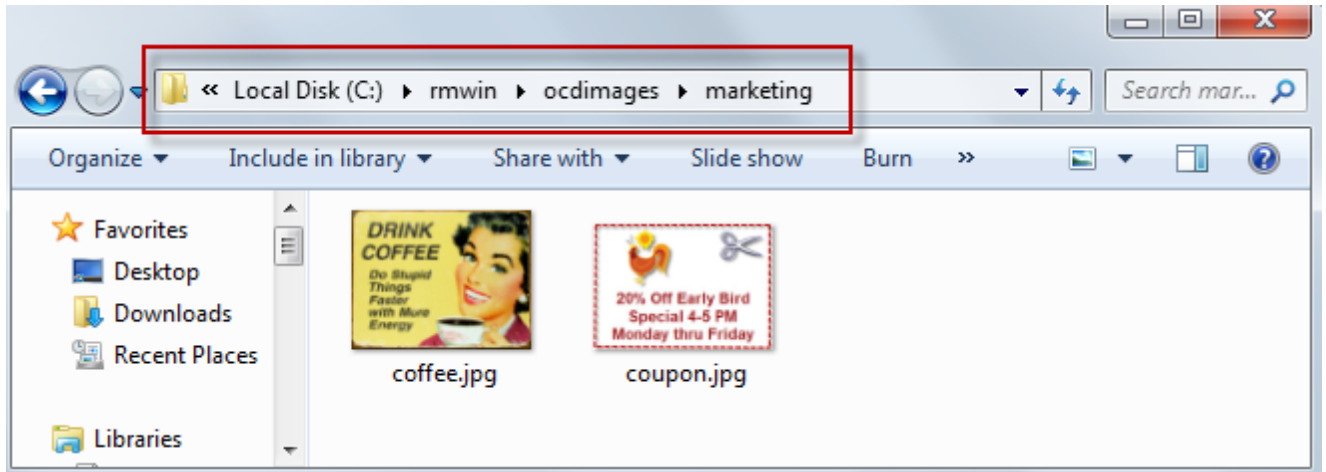 « Local Disk (C:) ▸ rmwin ▸ ocdimages ▸ marketing
Search mar...
Organize Include in library Share with Slide show Burn »
Favorites
Desktop
Downloads
Recent Places
Libraries
DRINK
COFFEE
Do Stupid
Things
Faster
with More
Energy
coffee.jpg
20% Off Early Bird
Special 4-5 PM
Monday thru Friday
coupon.jpg